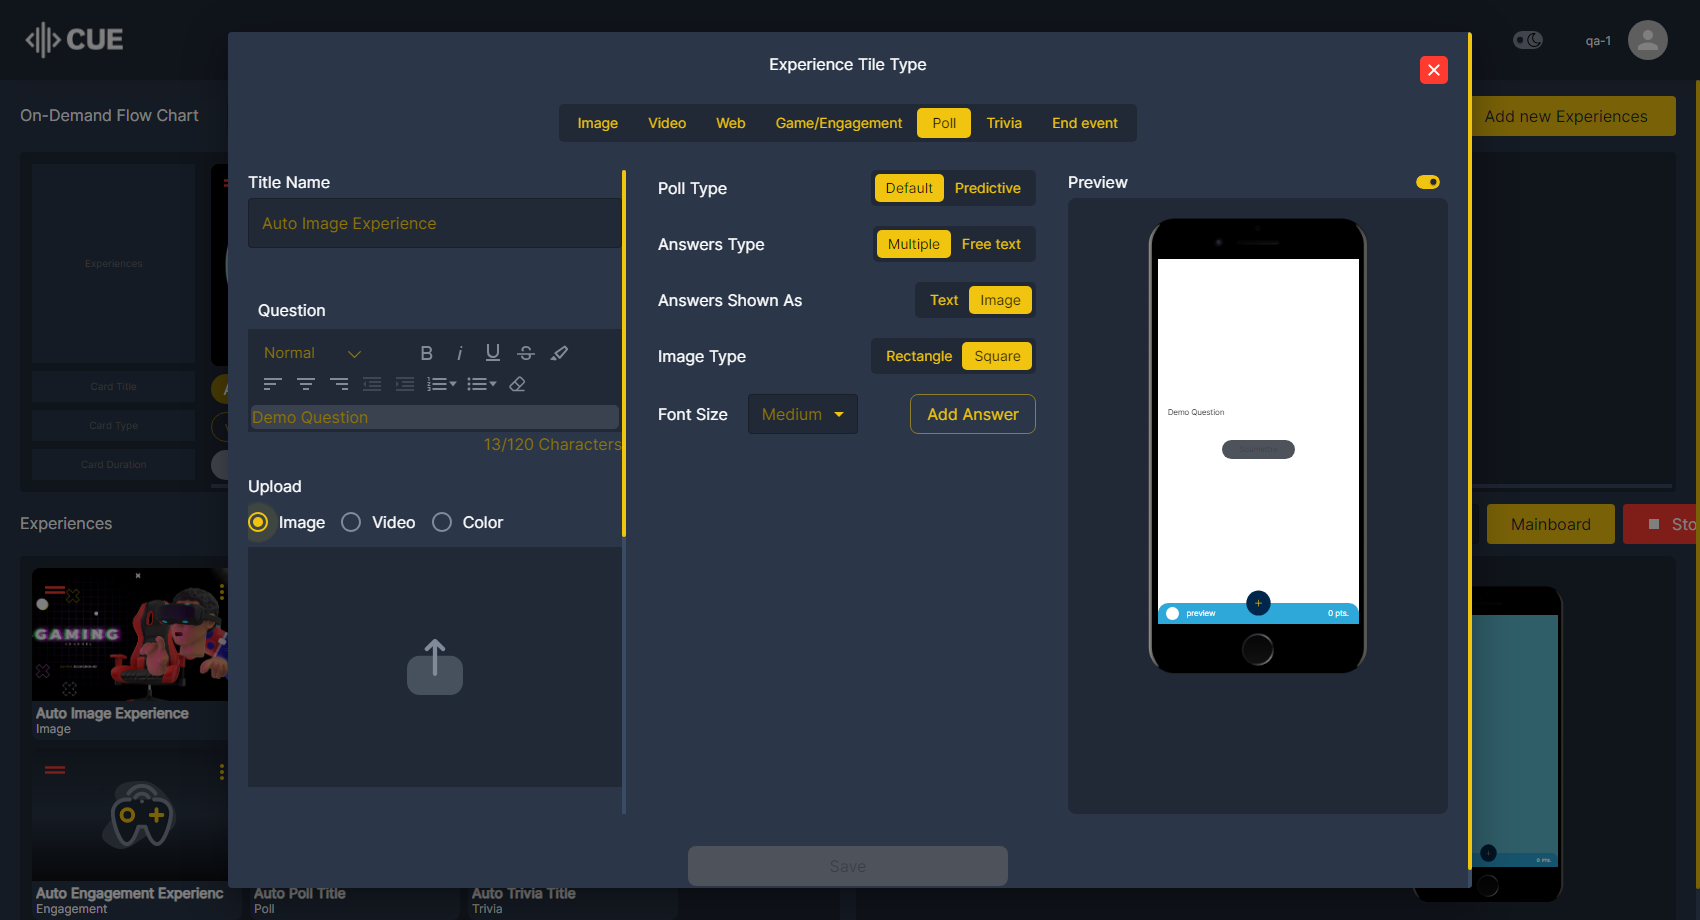 CUE
qa-1
On-Demand Flow Chart
Add new Experiences
Experiences
Card Title
Card Type
Card Duration
Experience Tile Type
Image
Video
Web
Game/Engagement
Poll
Trivia
End event
Title Name
Auto Image Experience
Question
Normal
Demo Question
13/120 Characters
Upload
Image
Video
Color
Poll Type
Default
Predictive
Answers Type
Multiple
Free text
Answers Shown As
Text
Image
Image Type
Rectangle
Square
Font Size
Medium
Add Answer
Preview
Demo Question
preview
0 pts.
Save
Experiences
Mainboard
Sto
GAMING
Auto Image Experience
Image
Auto Engagement Experienc
Engagement
Auto Poll Title
Poll
Auto Trivia Title
Trivia
0 pts.